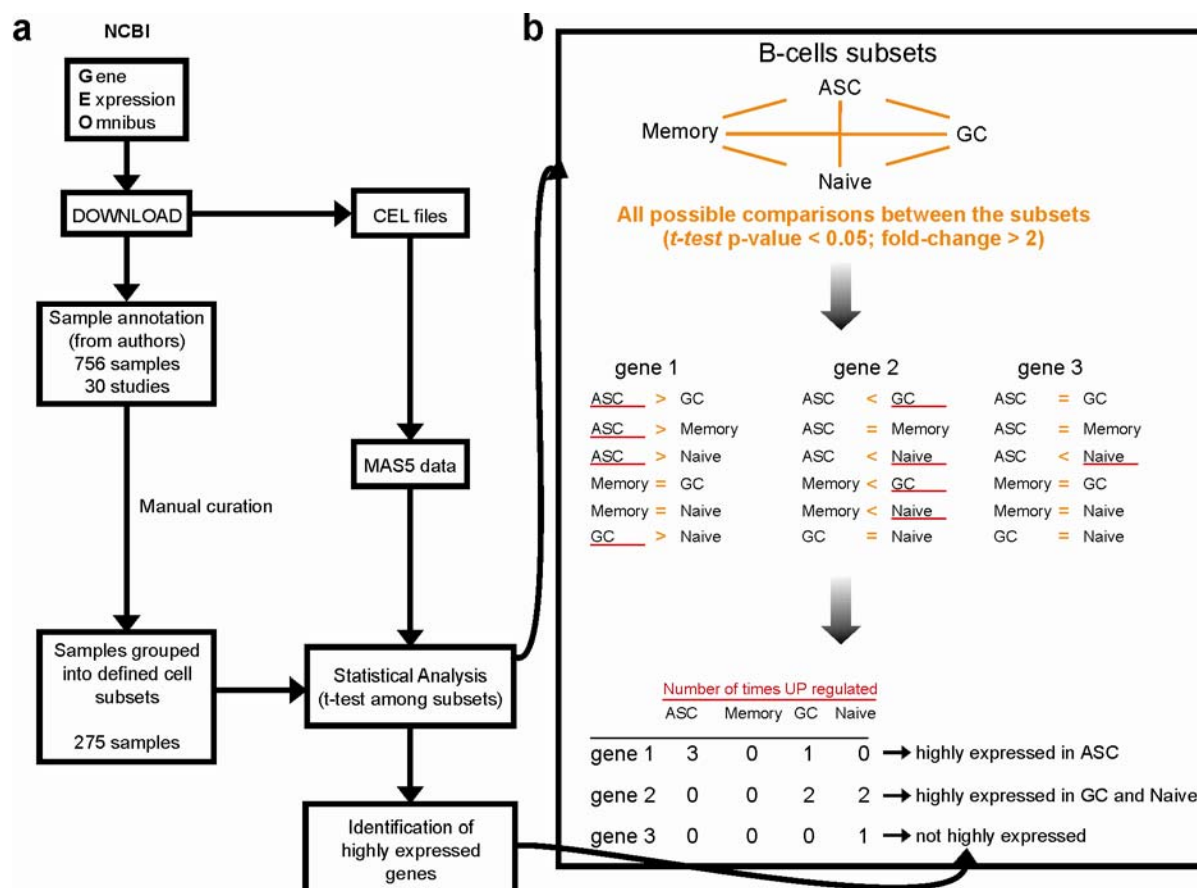 a
NCBI
Gene
Expression
Omnibus
DOWNLOAD
CEL files
Sample annotation
(from authors)
756 samples
30 studies
MAS5 data
Manual curation
Samples grouped
into defined cell
subsets
275 samples
Statistical Analysis
(t-test among subsets)
Identification of
highly expressed
genes
b
B-cells subsets
ASC
Memory
GC
Naive
All possible comparisons between the subsets
(t-test p-value < 0.05; fold-change > 2)
gene 1
ASC > GC
ASC > Memory
ASC > Naive
Memory = GC
Memory = Naive
GC > Naive
gene 2
ASC < GC
ASC = Memory
ASC < Naive
Memory < GC
Memory < Naive
GC = Naive
gene 3
ASC = GC
ASC = Memory
ASC < Naive
Memory = GC
Memory = Naive
GC = Naive
Number of times UP regulated
ASC Memory GC Naive
gene 1 3 0 1 0 highly expressed in ASC
gene 2 0 0 2 2 highly expressed in GC and Naive
gene 3 0 0 0 1 not highly expressed